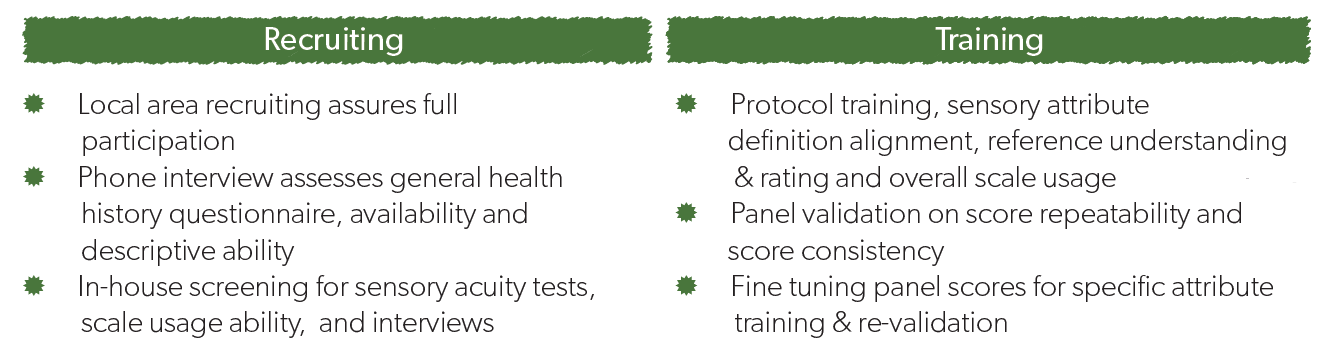 Recruiting
Local area recruiting assures full
participation
Phone interview assesses general health
history questionnaire, availability and
descriptive ability
In-house screening for sensory acuity tests,
scale usage ability, and interviews
Training
Protocol training, sensory attribute
definition alignment, reference understanding
& rating and overall scale usage
Panel validation on score repeatability and
score consistency
Fine tuning panel scores for specific attribute
training & re-validation